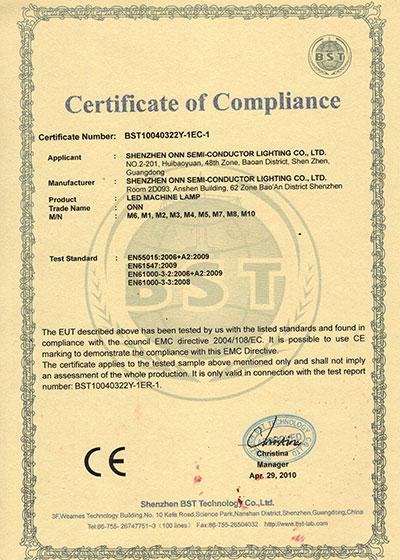 BST
Certificate of Compliance
Certificate Number: BST10040322Y-1EC-1
Applicant : SHENZHEN ONN SEMI-CONDUCTOR LIGHTING CO., LTD.
NO.2-201, Huibaoyuan, 48th Zone, Baoan District, Shen Zhen,
Guangdong
Manufacturer : SHENZHEN ONN SEMI-CONDUCTOR LIGHTING CO., LTD.
Room 2D093, Anshen Building, 62 Zone Bao'An District Shenzhen
Product : LED MACHINE LAMP
Trade Name : ONN
M/N : M6, M1, M2, M3, M4, M5, M7, M8, M10
BST
Test Standard : EN55015:2006+A2:2009
EN61547:2009
EN61000-3-2:2006+A2:2009
EN61000-3-3:2008
The EUT described above has been tested by us with the listed standards and found in
compliance with the council EMC directive 2004/108/EC. It is possible to use CE
marking to demonstrate the compliance with this EMC Directive.
The certificate applies to the tested sample above mentioned only and shall not imply
an assessment of the whole production. It is only valid in connection with the test report
number: BST10040322Y-1ER-1.
CE
Christina
Christina
Manager
Apr. 29, 2010
Shenzhen BST Technology Co.,Ltd.
3F,Weames Technology Building,No. 10 Kefa Road,Science Park,Nanshan District,Shenzhen,Guangdong,China
Tel:86-755- 26747751~3 (100 lines) Fax:86-755-26504032 http://www.bst-lab.com